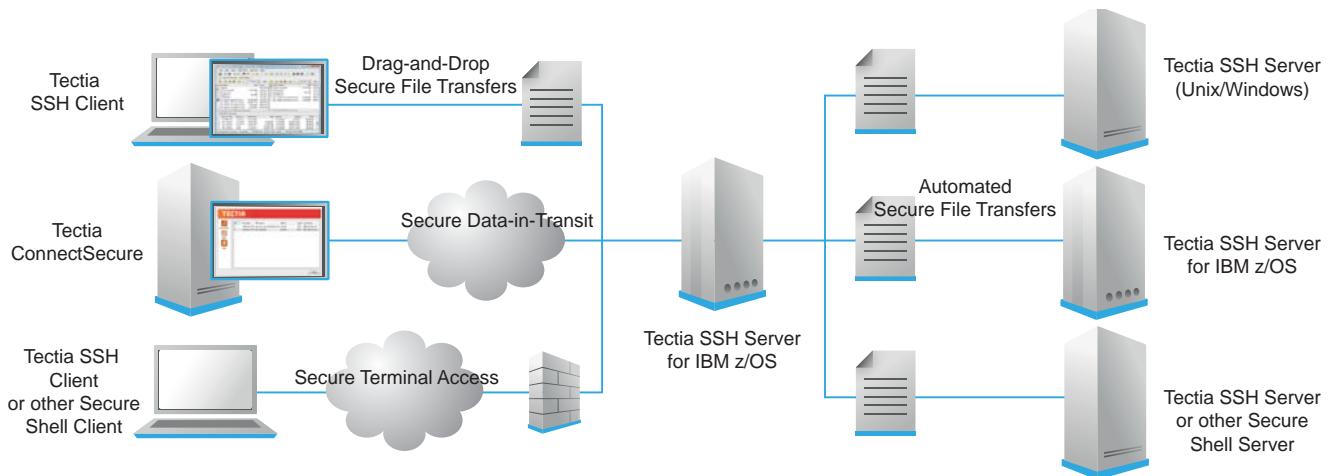 Tectia
SSH Client
Drag-and-Drop
Secure File Transfers
Tectia
ConnectSecure
TECTIA
Secure Data-in-Transit
Tectia SSH
Client
or other Secure
Shell Client
Secure Terminal Access
Tectia SSH Server
for IBM z/OS
Tectia SSH Server
(Unix/Windows)
Automated
Secure File Transfers
Tectia SSH Server
for IBM z/OS
Tectia SSH Server
or other Secure
Shell Server